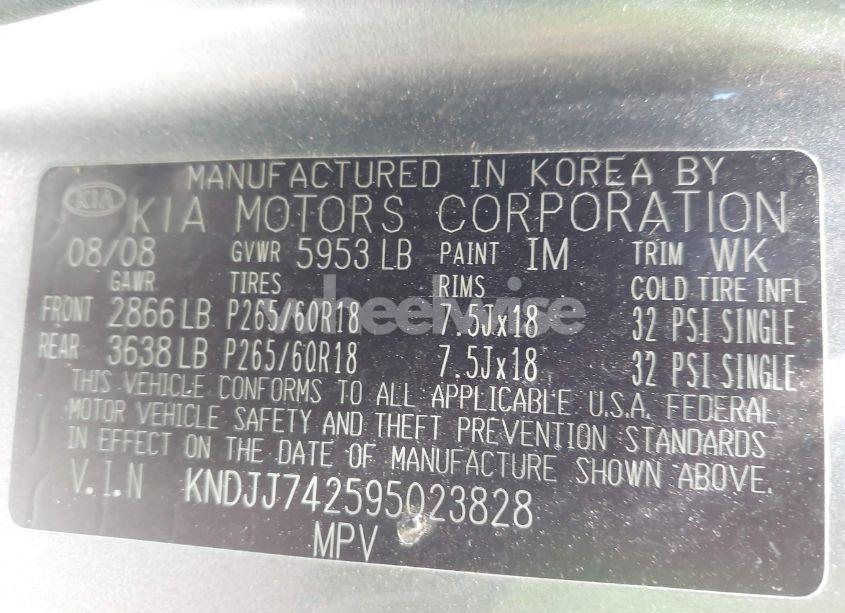 MANUFACTURED IN KOREA BY
KIA KIA MOTORS CORPORATION
08/08 GVWR 5953 LB PAINT IM TRIM WK
GAWR TIRES RIMS COLD TIRE INFL
FRONT 2866 LB P265/60R18 7.5Jx18 32 PSI SINGLE
REAR 3638 LB P265/60R18 7.5Jx18 32 PSI SINGLE
wheelwise
THIS VEHICLE CONFORMS TO ALL APPLICABLE U.S.A. FEDERAL
MOTOR VEHICLE SAFETY AND THEFT PREVENTION STANDARDS
IN EFFECT ON THE DATE OF MANUFACTURE SHOWN ABOVE.
V.I.N KNDJJ742595023828
MPV